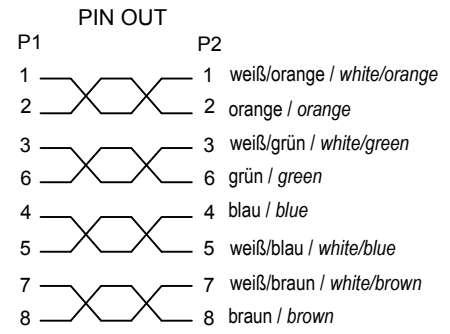 PIN OUT
P1 P2
1 1 weiß/orange / white/orange
2 2 orange / orange
3 3 weiß/grün / white/green
6 6 grün / green
4 4 blau / blue
5 5 weiß/blau / white/blue
7 7 weiß/braun / white/brown
8 8 braun / brown